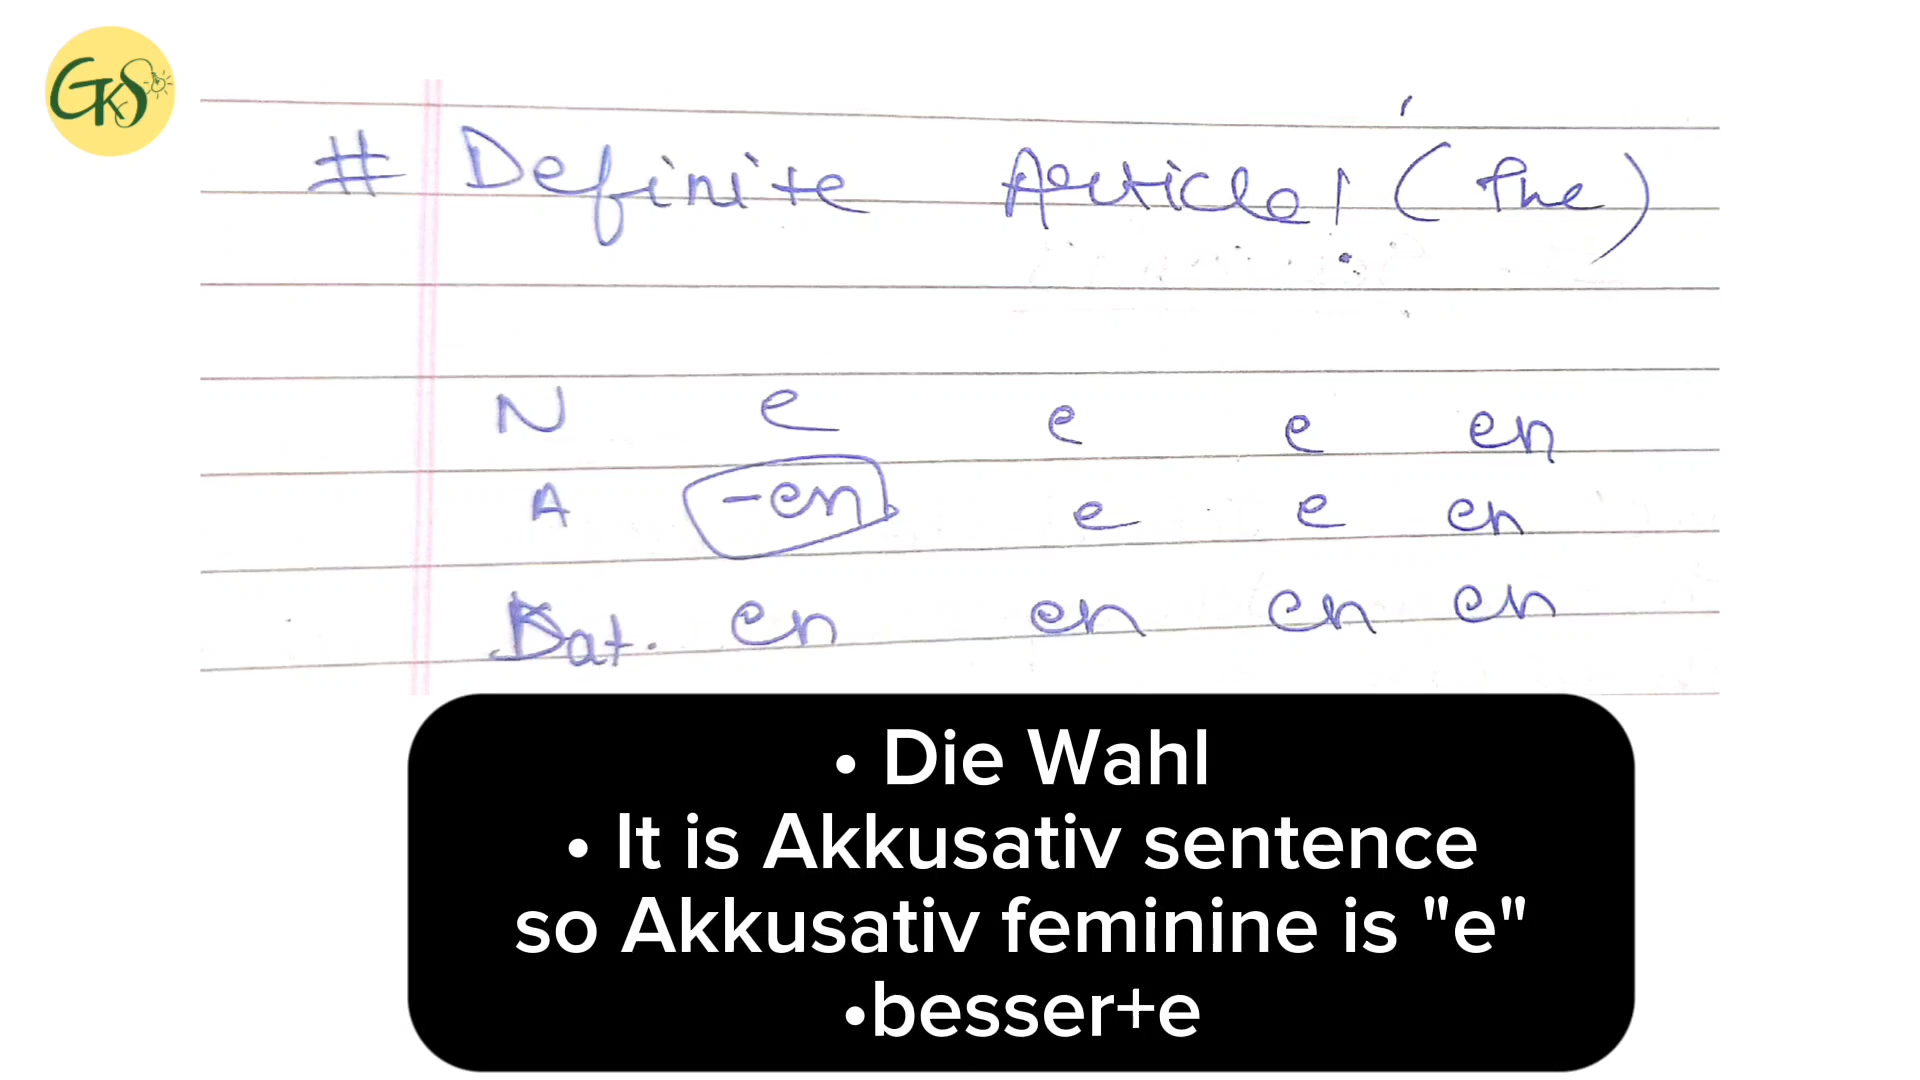 GKS
# Definite Article: (the)
N e e e en
A -en e e en
Dat. en en en en
• Die Wahl
• It is Akkusativ sentence
so Akkusativ feminine is "e"
•besser+e